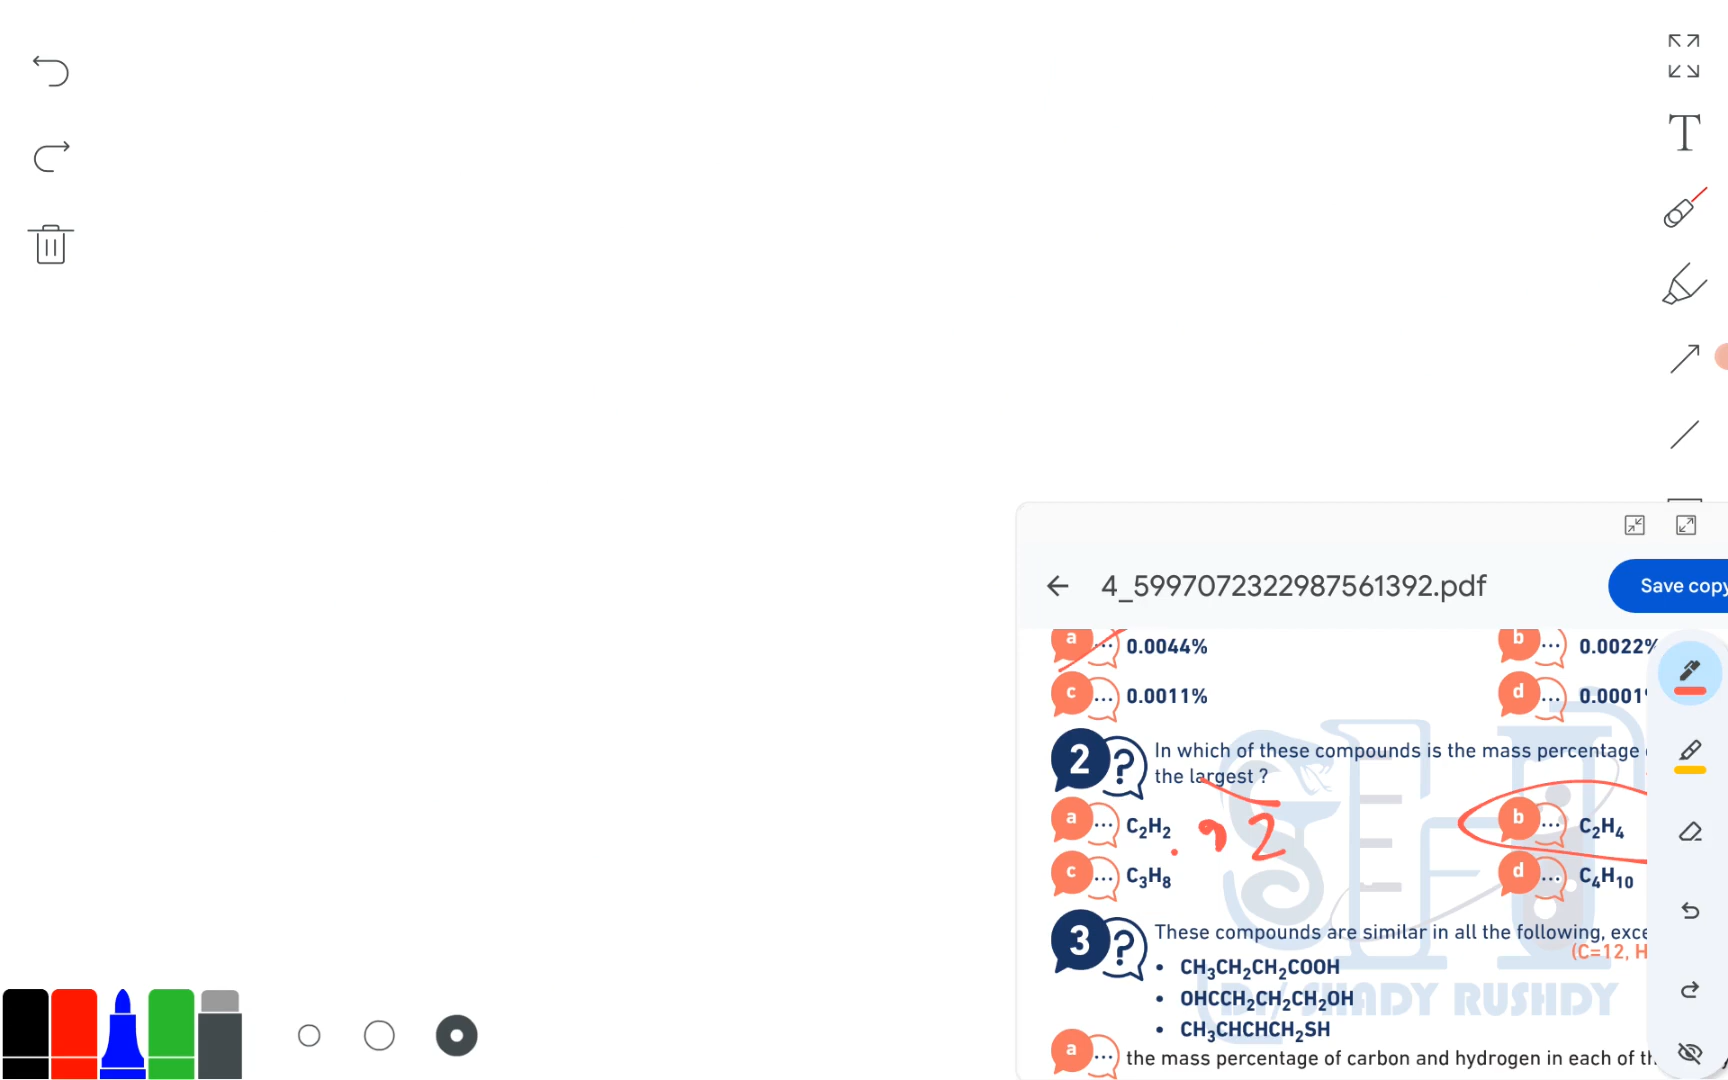 T
4_5997072322987561392.pdf
Save copy
a ... 0.0044%
b ... 0.0022%
c ... 0.0011%
d ... 0.0001
2 ? In which of these compounds is the mass percentage
the largest ?
a ... C₂H₂
2
b ... C₂H₄
c ... C₃H₈
d ... C₄H₁₀
3 ? These compounds are similar in all the following, exce
(C=12, H
• CH₃CH₂CH₂COOH
• OHCCH₂CH₂CH₂OH
• CH₃CHCHCH₂SH
Dr/ SHADY RUSHDY
a ... the mass percentage of carbon and hydrogen in each of th